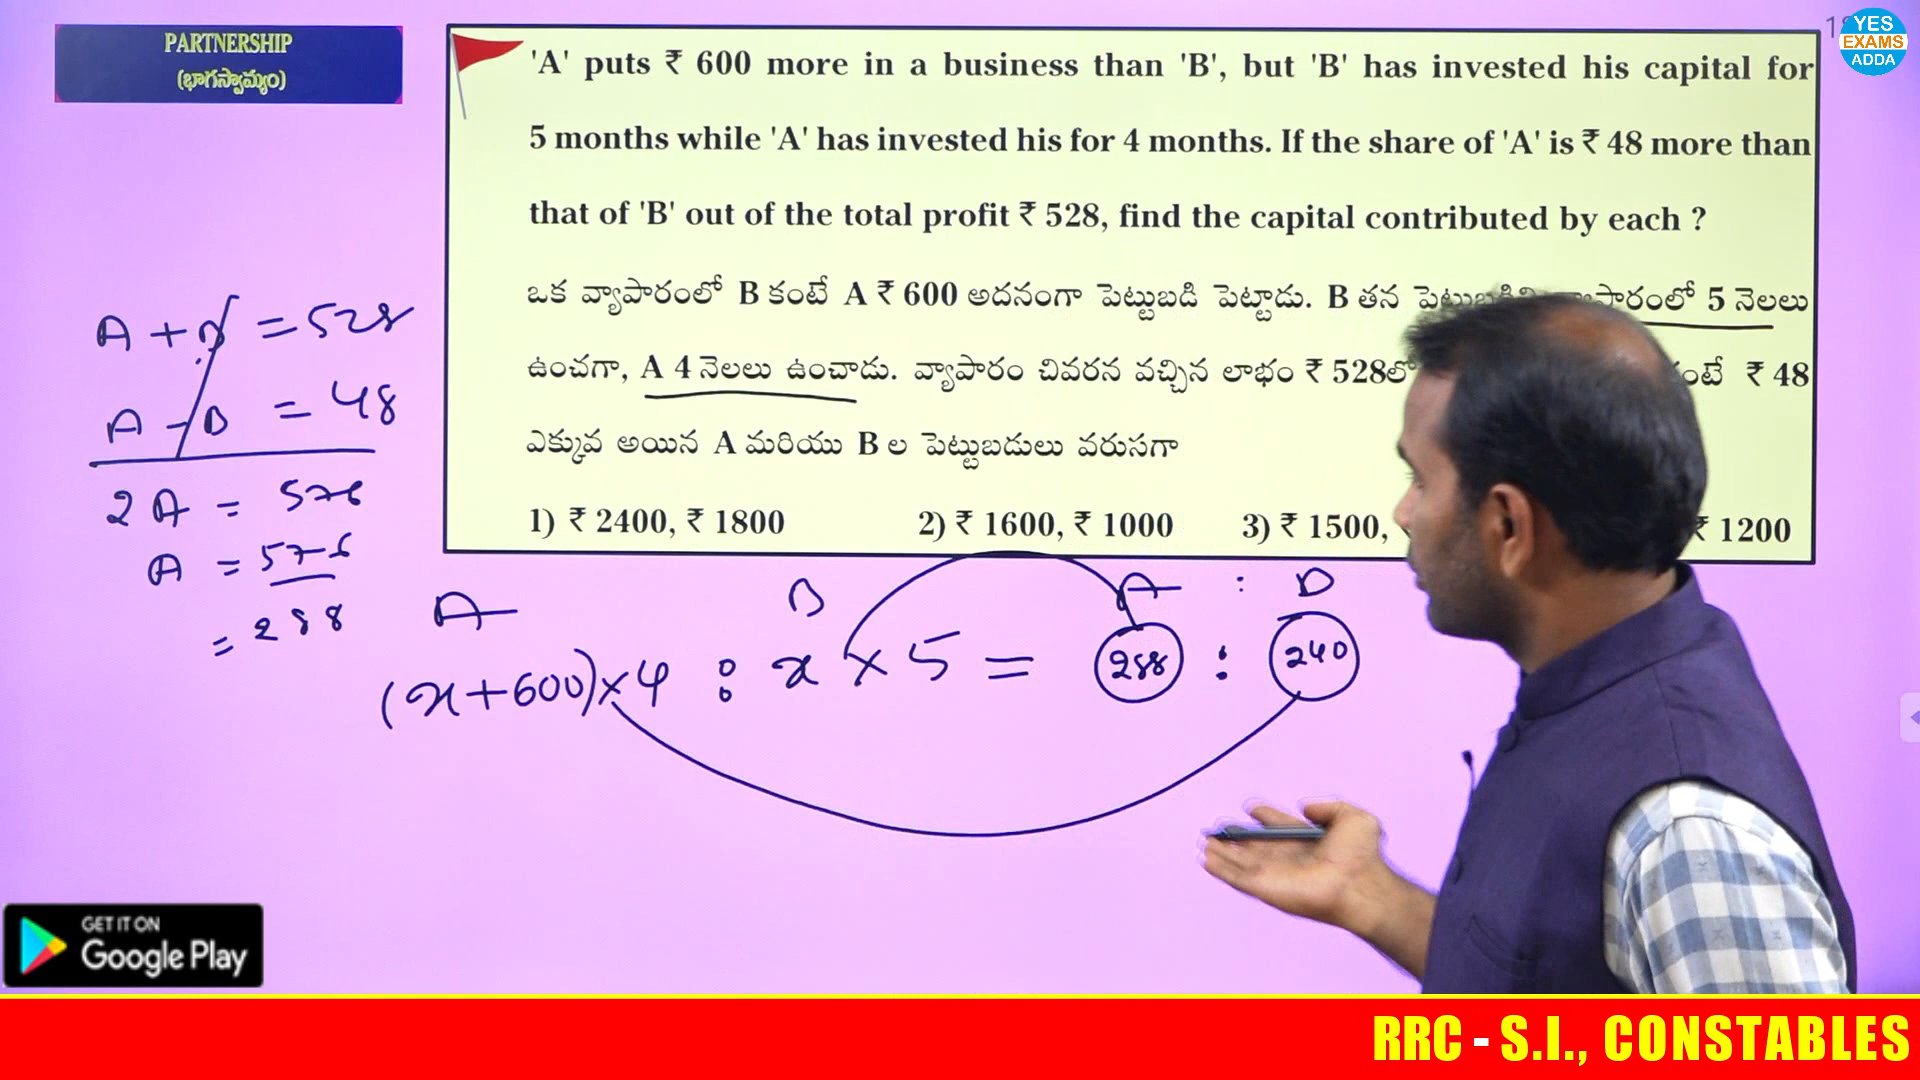 PARTNERSHIP
(భాగస్వామ్యం)
YES
EXAMS
ADDA
'A' puts ₹ 600 more in a business than 'B', but 'B' has invested his capital for
5 months while 'A' has invested his for 4 months. If the share of 'A' is ₹ 48 more than
that of 'B' out of the total profit ₹ 528, find the capital contributed by each ?
ఒక వ్యాపారంలో B కంటే A ₹ 600 అదనంగా పెట్టుబడి పెట్టాడు. B తన 5 నెలలు
ఉంచగా, A 4 నెలలు ఉంచాడు. వ్యాపారం చివరన వచ్చిన లాభం ₹ 528లో ₹ 48
ఎక్కువ అయిన A మరియు B ల పెట్టుబడులు వరుసగా
1) ₹ 2400, ₹ 1800 2) ₹ 1600, ₹ 1000 3) ₹ 1500, ₹ 1200
A + B = 528
A - B = 48
2A = 576
A = 576
= 288
A B A : B
(x+600)×4 : x × 5 = 288 : 240
GET IT ON
Google Play
RRC - S.I., CONSTABLES